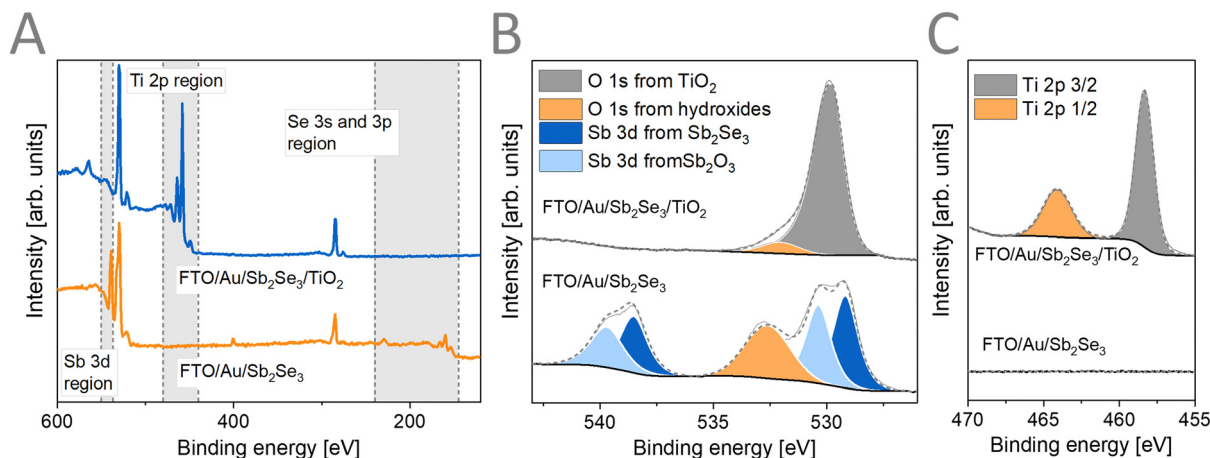 A
Intensity [arb. units]
Ti 2p region
Se 3s and 3p
region
FTO/Au/Sb2Se3/TiO2
Sb 3d
region
FTO/Au/Sb2Se3
600
400
200
Binding energy [eV]
B
Intensity [arb. units]
O 1s from TiO2
O 1s from hydroxides
Sb 3d from Sb2Se3
Sb 3d fromSb2O3
FTO/Au/Sb2Se3/TiO2
FTO/Au/Sb2Se3
540
535
530
Binding energy [eV]
C
Intensity [arb. units]
Ti 2p 3/2
Ti 2p 1/2
FTO/Au/Sb2Se3/TiO2
FTO/Au/Sb2Se3
470
465
460
455
Binding energy [eV]